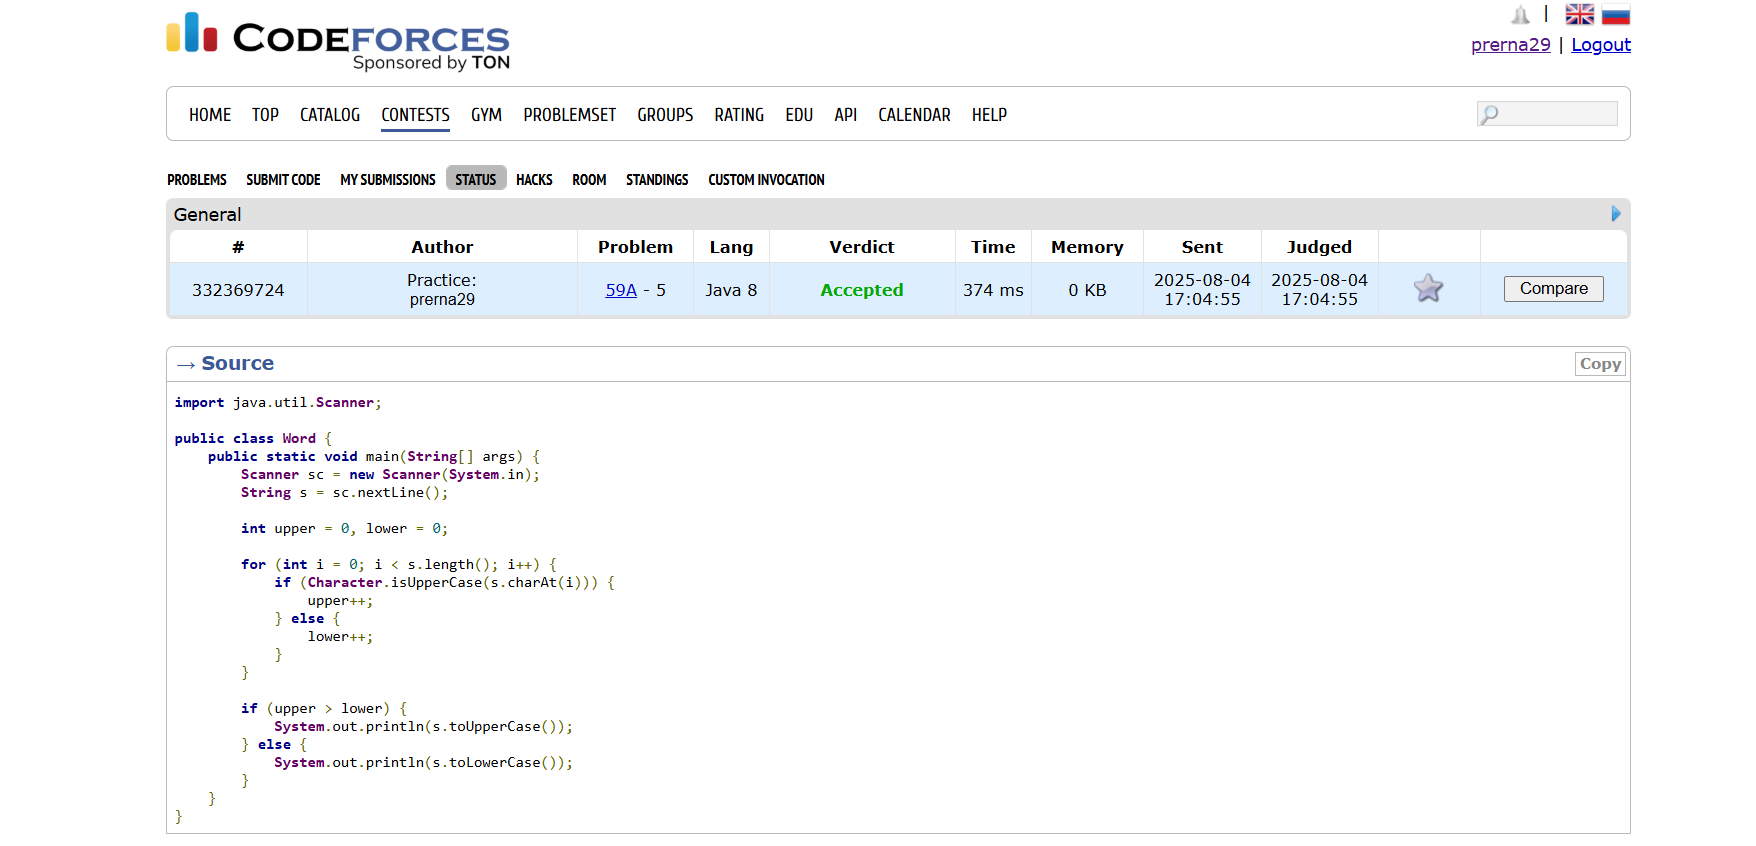 CODEFORCES
Sponsored by TON
|
prerna29 | Logout
HOME TOP CATALOG CONTESTS GYM PROBLEMSET GROUPS RATING EDU API CALENDAR HELP
PROBLEMS SUBMIT CODE MY SUBMISSIONS STATUS HACKS ROOM STANDINGS CUSTOM INVOCATION
General
# Author Problem Lang Verdict Time Memory Sent Judged
332369724 Practice: prerna29 59A - 5 Java 8 Accepted 374 ms 0 KB 2025-08-04 17:04:55 2025-08-04 17:04:55 Compare
→ Source Copy
import java.util.Scanner;

public class Word {
    public static void main(String[] args) {
        Scanner sc = new Scanner(System.in);
        String s = sc.nextLine();

        int upper = 0, lower = 0;

        for (int i = 0; i < s.length(); i++) {
            if (Character.isUpperCase(s.charAt(i))) {
                upper++;
            } else {
                lower++;
            }
        }

        if (upper > lower) {
            System.out.println(s.toUpperCase());
        } else {
            System.out.println(s.toLowerCase());
        }
    }
}